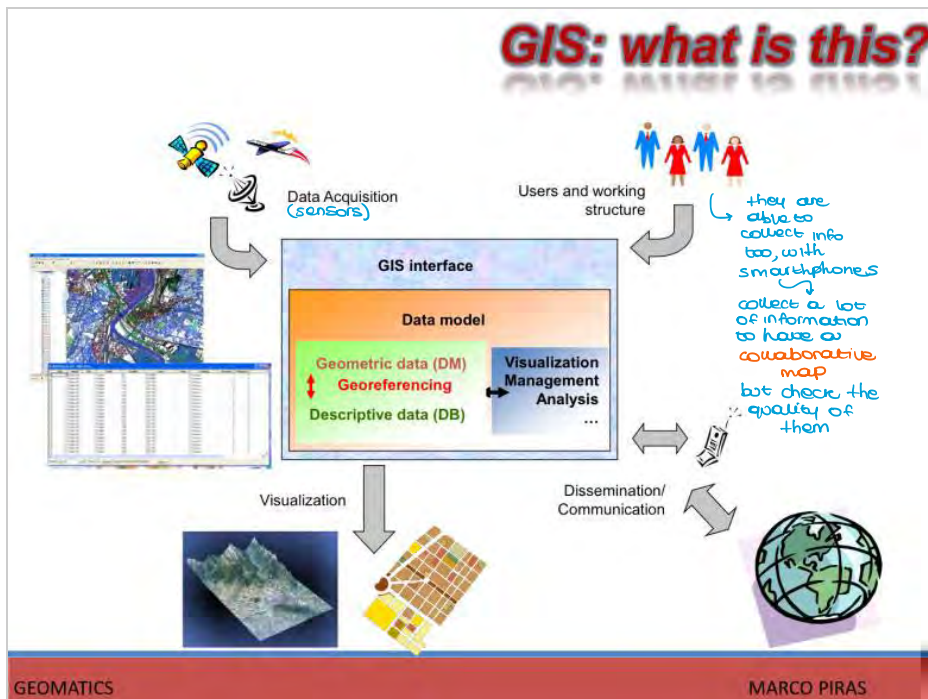 GIS: what is this?
Data Acquisition
(sensors)
Users and working
structure
they are
able to
collect info
too, with
smarthphones
collect a lot
of information
to have a
collaborative
map
but check the
quality of
them
GIS interface
Data model
Geometric data (DM)
Georeferencing
Descriptive data (DB)
Visualization
Management
Analysis
...
Visualization
Dissemination/
Communication
GEOMATICS
MARCO PIRAS